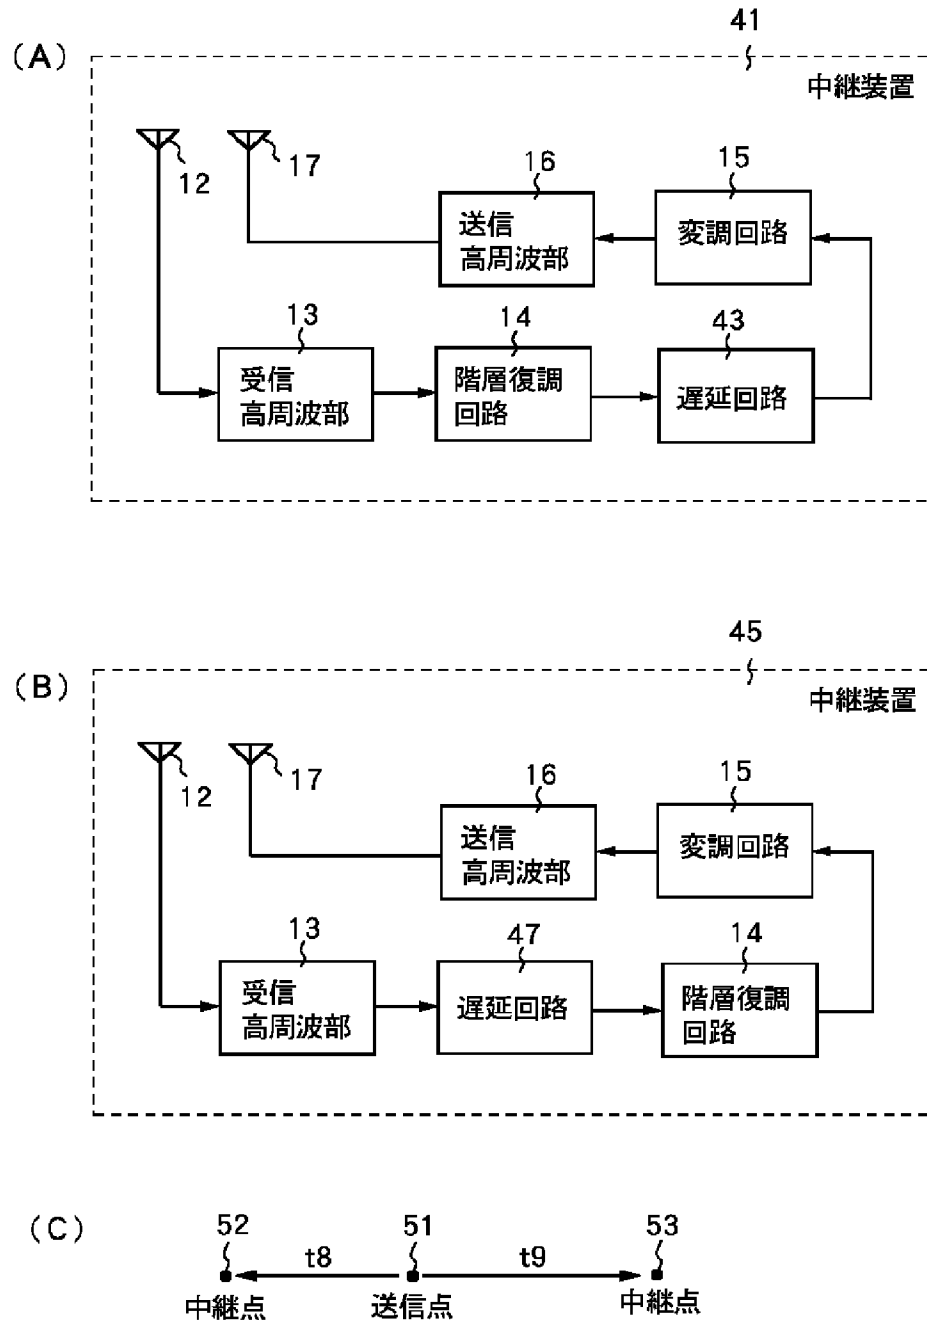 41
(A)
中継装置
12
17
16
15
送信
高周波部
変調回路
13
14
43
受信
高周波部
階層復調
回路
遅延回路
45
(B)
中継装置
12
17
16
15
送信
高周波部
変調回路
13
47
14
受信
高周波部
遅延回路
階層復調
回路
(C)
52
51
53
t8
t9
中継点
送信点
中継点